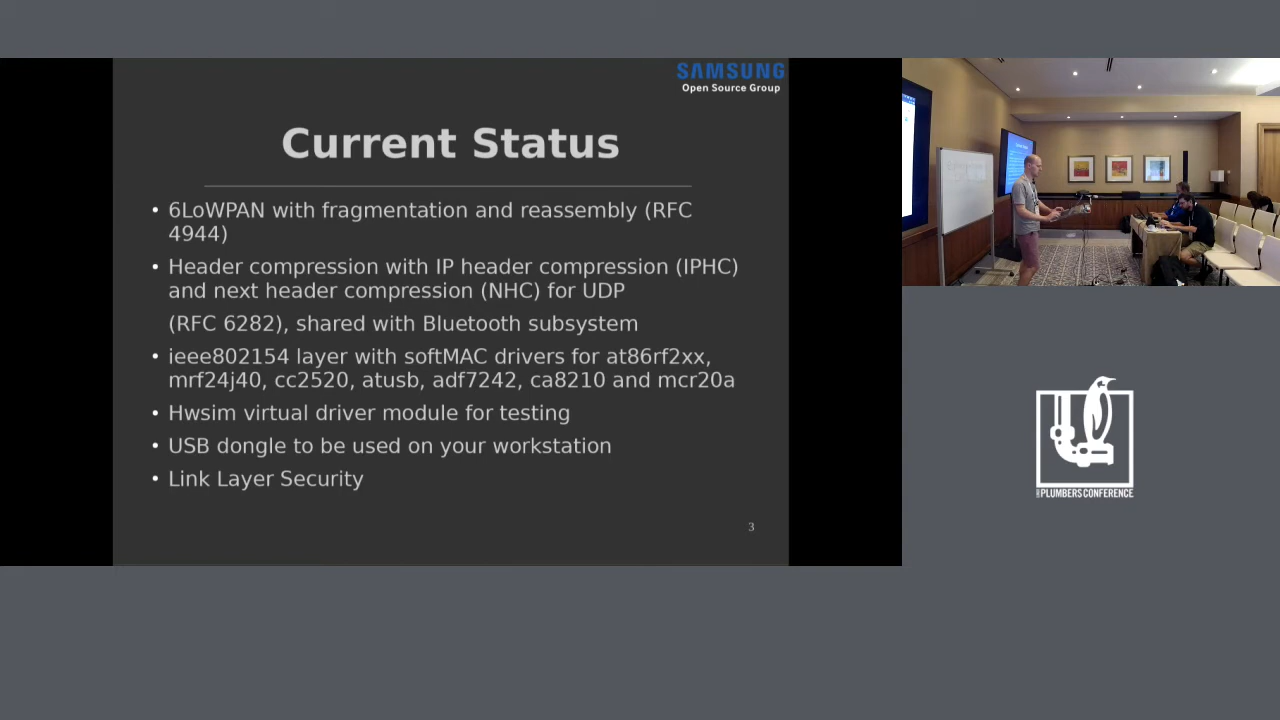 SAMSUNG
Open Source Group
Current Status
• 6LoWPAN with fragmentation and reassembly (RFC
4944)
• Header compression with IP header compression (IPHC)
and next header compression (NHC) for UDP
(RFC 6282), shared with Bluetooth subsystem
• ieee802154 layer with softMAC drivers for at86rf2xx,
mrf24j40, cc2520, atusb, adf7242, ca8210 and mcr20a
• Hwsim virtual driver module for testing
• USB dongle to be used on your workstation
• Link Layer Security
3
PLUMBERS CONFERENCE